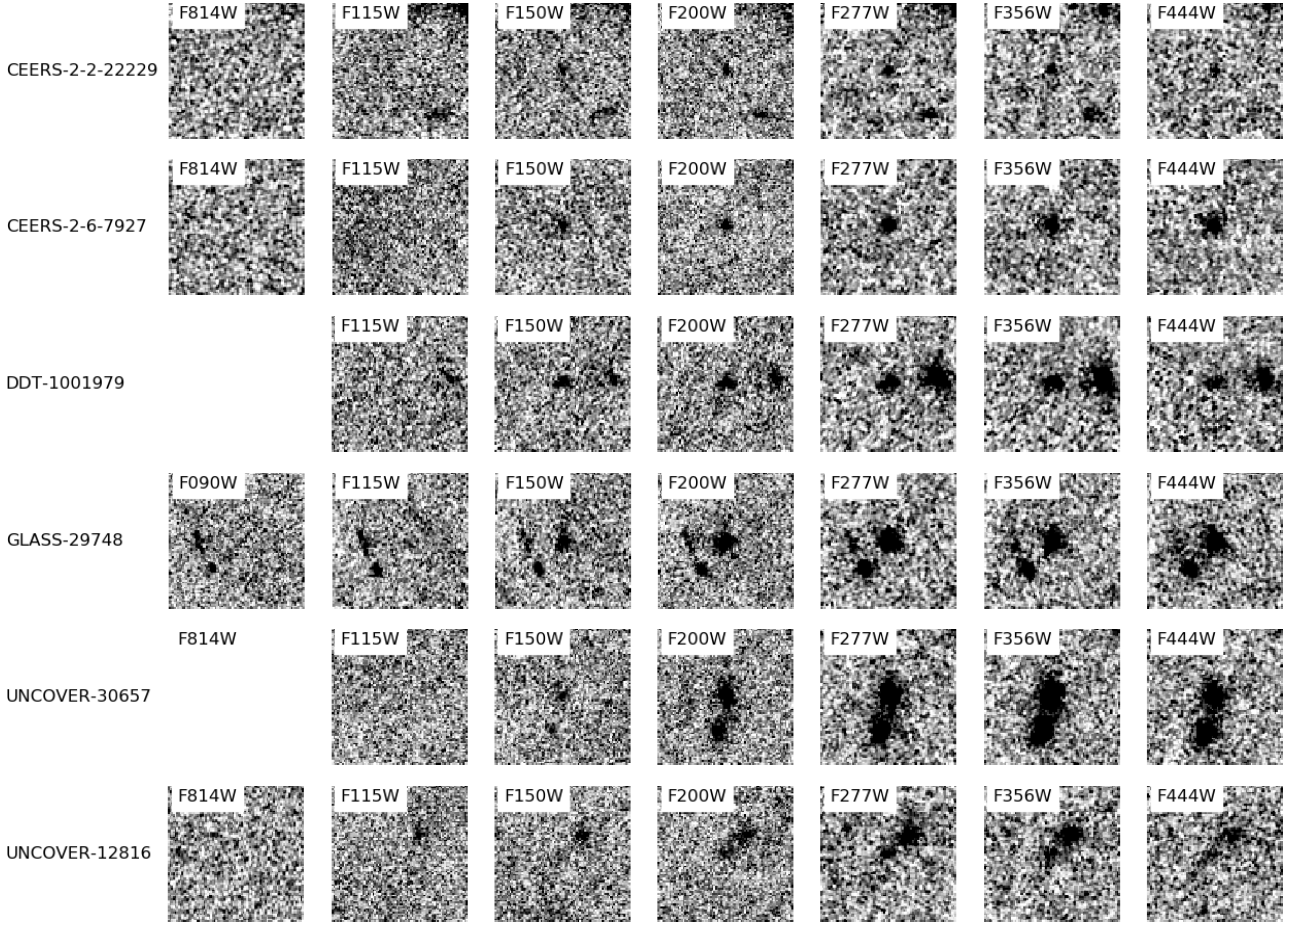 F814W F115W F150W F200W F277W F356W F444W
CEERS-2-2-22229
F814W F115W F150W F200W F277W F356W F444W
CEERS-2-6-7927
F115W F150W F200W F277W F356W F444W
DDT-1001979
F090W F115W F150W F200W F277W F356W F444W
GLASS-29748
F814W F115W F150W F200W F277W F356W F444W
UNCOVER-30657
F814W F115W F150W F200W F277W F356W F444W
UNCOVER-12816